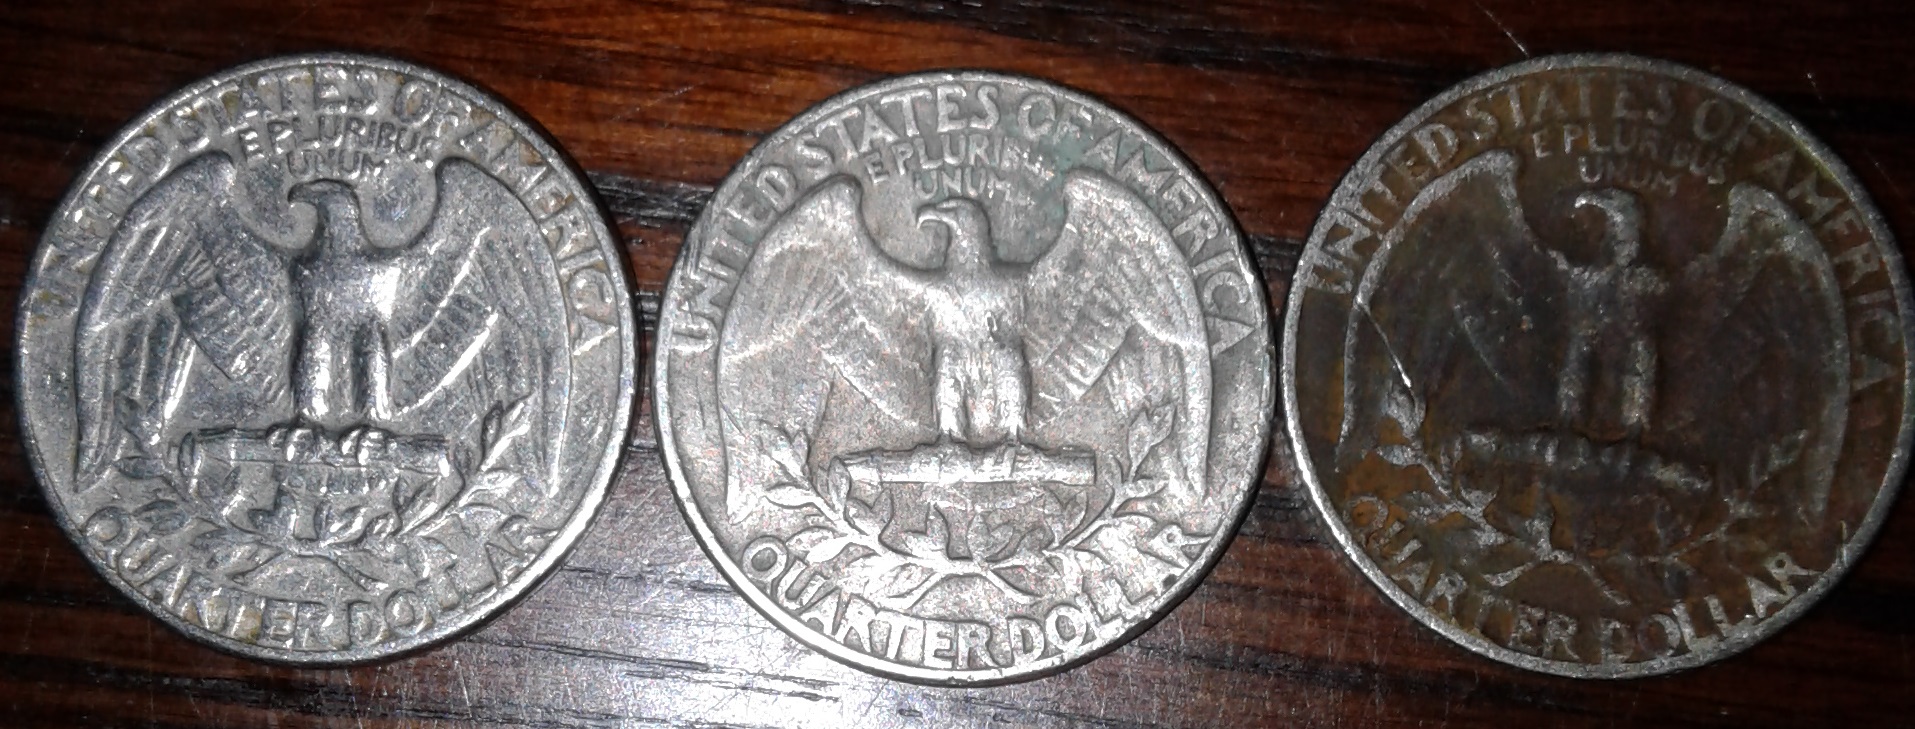 UNITED STATES OF AMERICA
E PLURIBUS
UNUM
QUARTER DOLLAR
UNITED STATES OF AMERICA
E PLURIBUS
UNUM
QUARTER DOLLAR
UNITED STATES OF AMERICA
E PLURIBUS
UNUM
QUARTER DOLLAR